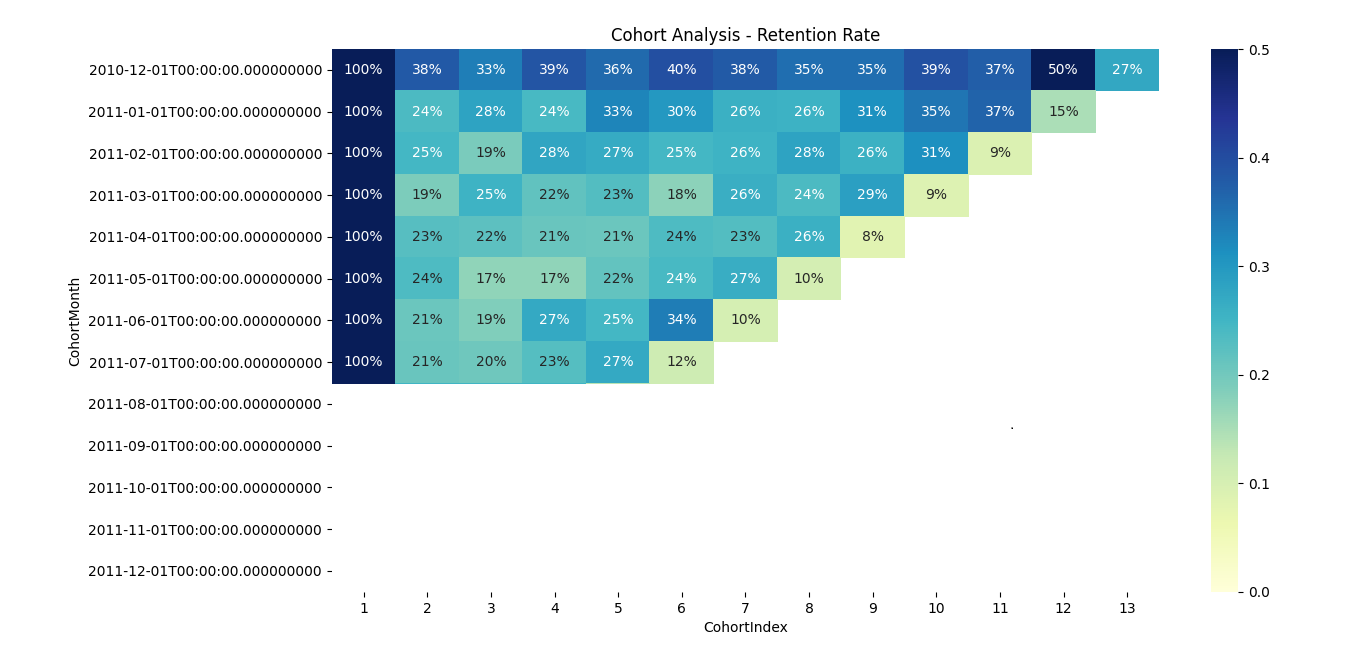 Cohort Analysis - Retention Rate
2010-12-01T00:00:00.000000000 100% 38% 33% 39% 36% 40% 38% 35% 35% 39% 37% 50% 27%
2011-01-01T00:00:00.000000000 100% 24% 28% 24% 33% 30% 26% 26% 31% 35% 37% 15%
2011-02-01T00:00:00.000000000 100% 25% 19% 28% 27% 25% 26% 28% 26% 31% 9%
2011-03-01T00:00:00.000000000 100% 19% 25% 22% 23% 18% 26% 24% 29% 9%
2011-04-01T00:00:00.000000000 100% 23% 22% 21% 21% 24% 23% 26% 8%
2011-05-01T00:00:00.000000000 100% 24% 17% 17% 22% 24% 27% 10%
2011-06-01T00:00:00.000000000 100% 21% 19% 27% 25% 34% 10%
2011-07-01T00:00:00.000000000 100% 21% 20% 23% 27% 12%
2011-08-01T00:00:00.000000000
2011-09-01T00:00:00.000000000
2011-10-01T00:00:00.000000000
2011-11-01T00:00:00.000000000
2011-12-01T00:00:00.000000000
CohortMonth
1 2 3 4 5 6 7 8 9 10 11 12 13
CohortIndex
0.5
0.4
0.3
0.2
0.1
0.0